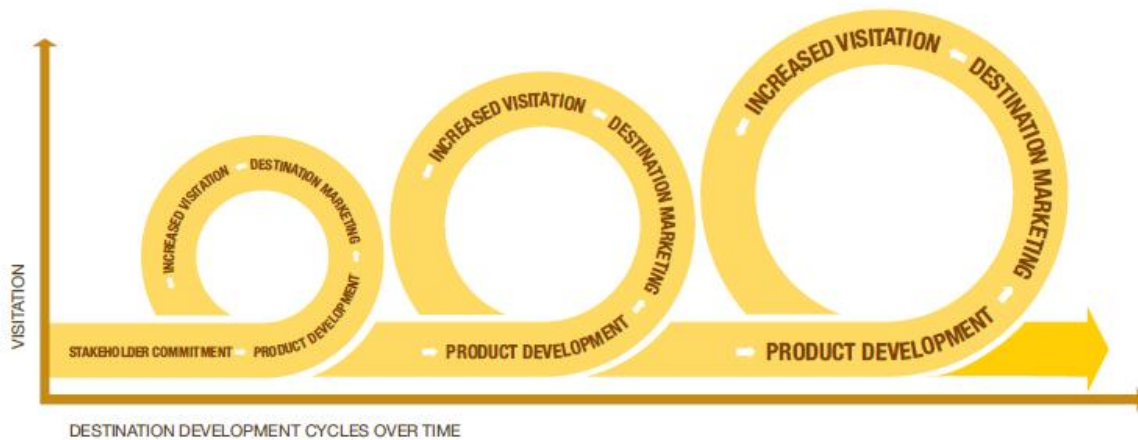 VISITATION
STAKEHOLDER COMMITMENT
PRODUCT DEVELOPMENT
DESTINATION MARKETING
INCREASED VISITATION
PRODUCT DEVELOPMENT
DESTINATION MARKETING
INCREASED VISITATION
PRODUCT DEVELOPMENT
DESTINATION MARKETING
INCREASED VISITATION
DESTINATION DEVELOPMENT CYCLES OVER TIME